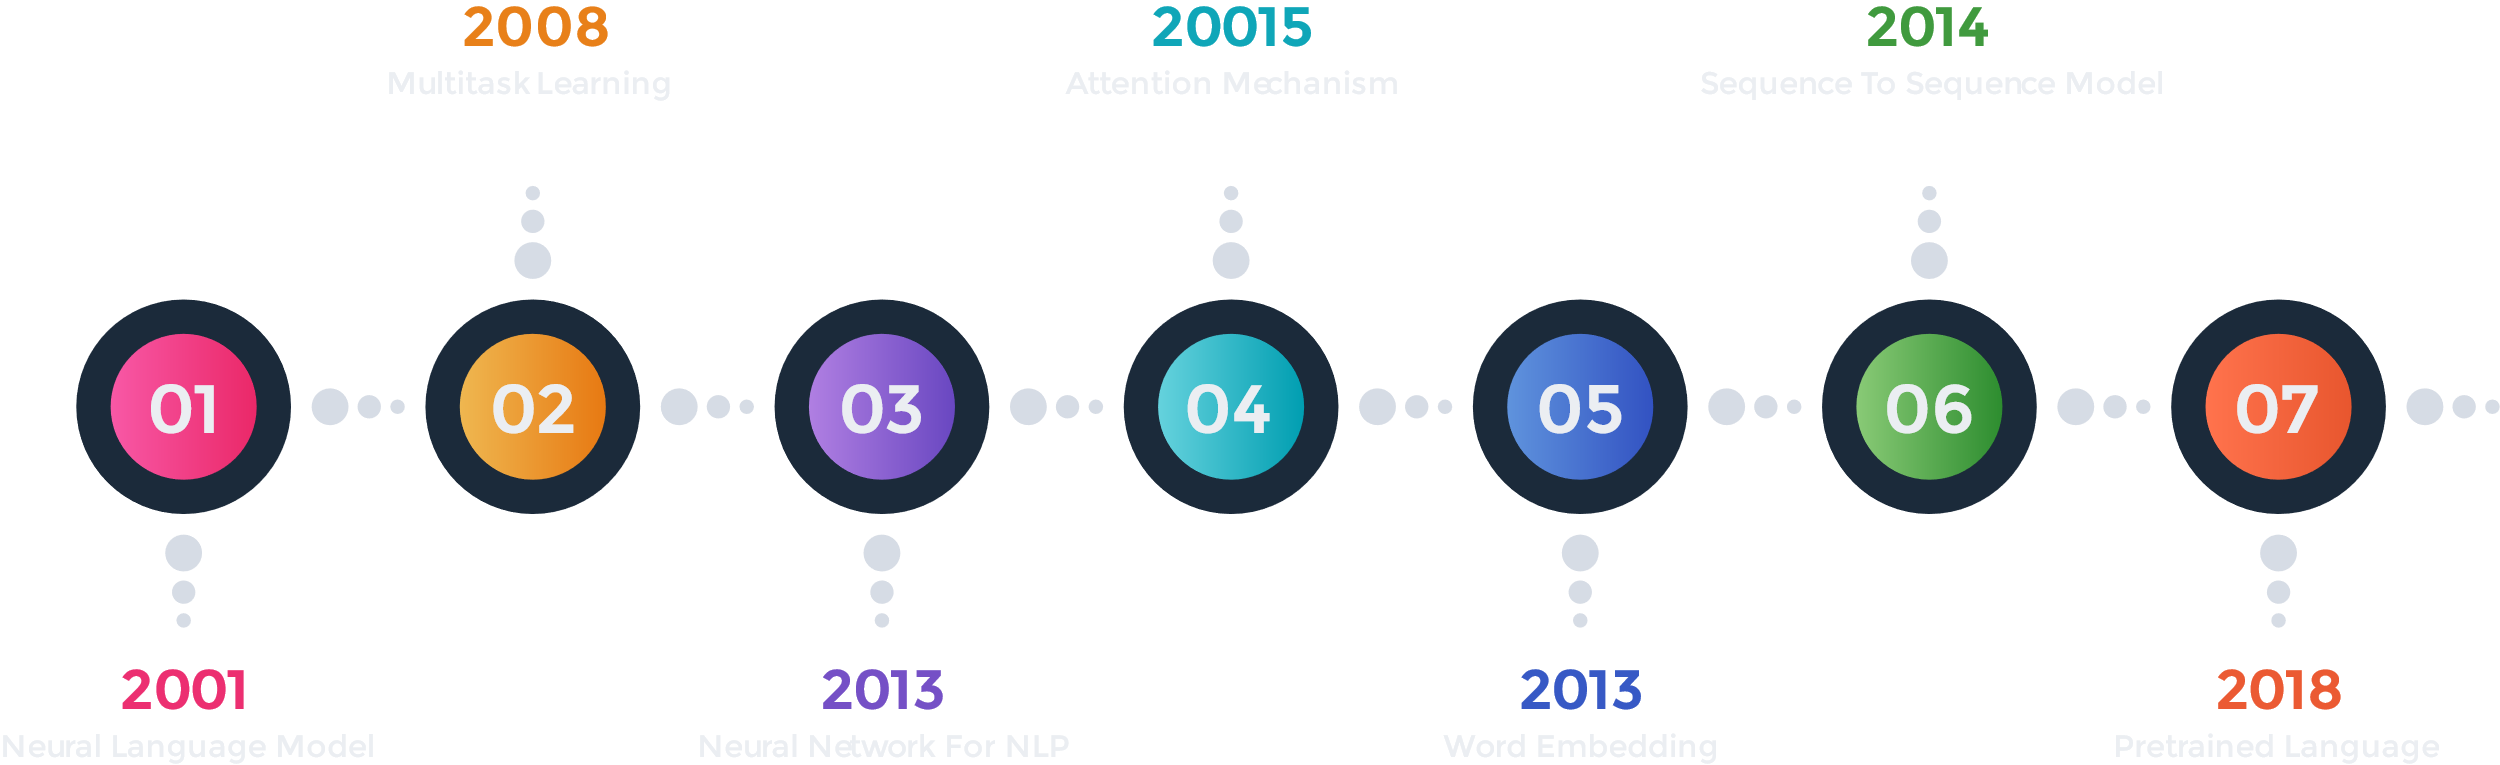 2008
Multitask Learning
20015
Attention Mechanism
2014
Sequence To Sequence Model
01
02
03
04
05
06
07
2001
Neural Language Model
2013
Neural Network For NLP
2013
Word Embedding
2018
Pretrained Language